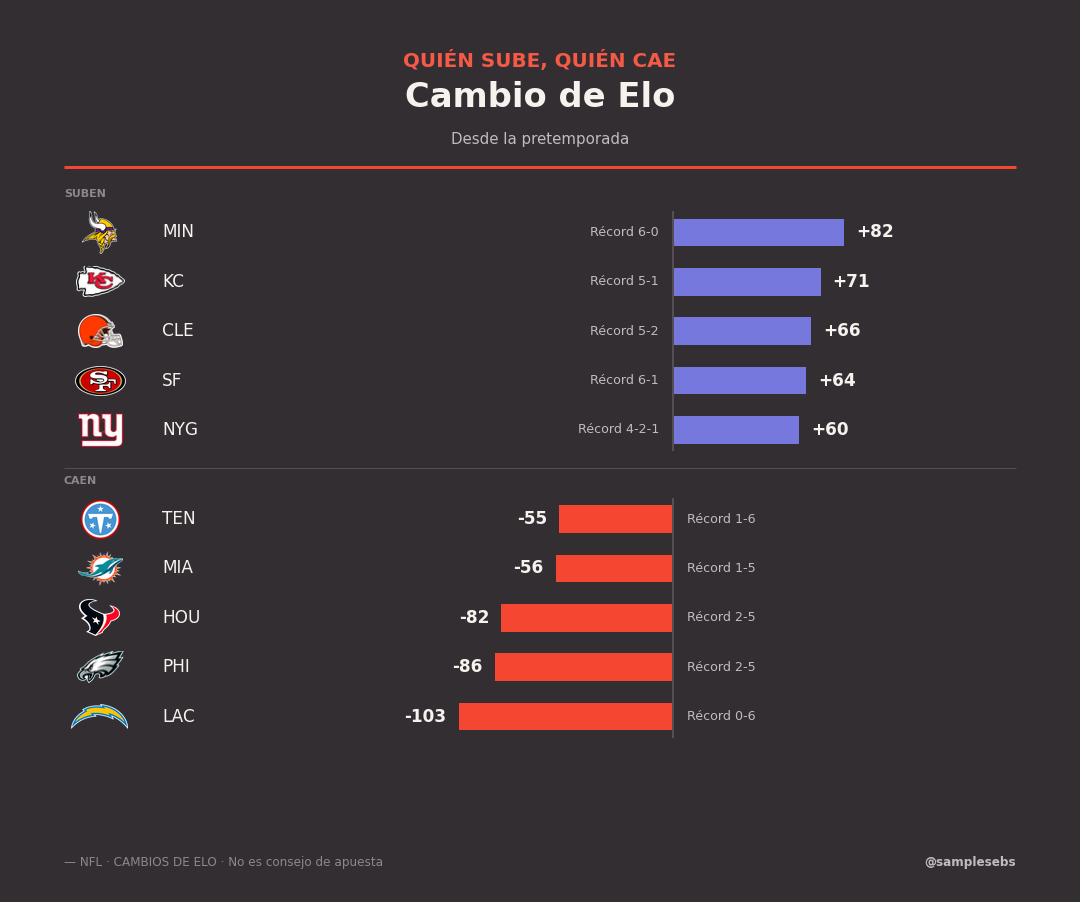 QUIÉN SUBE, QUIÉN CAE
Cambio de Elo
Desde la pretemporada
SUBEN
MIN Récord 6-0 +82
KC KC Récord 5-1 +71
CLE Récord 5-2 +66
SF SF Récord 6-1 +64
ny NYG Récord 4-2-1 +60
CAEN
T TEN -55 Récord 1-6
MIA -56 Récord 1-5
HOU -82 Récord 2-5
PHI -86 Récord 2-5
LAC -103 Récord 0-6
— NFL · CAMBIOS DE ELO · No es consejo de apuesta @samplesebs